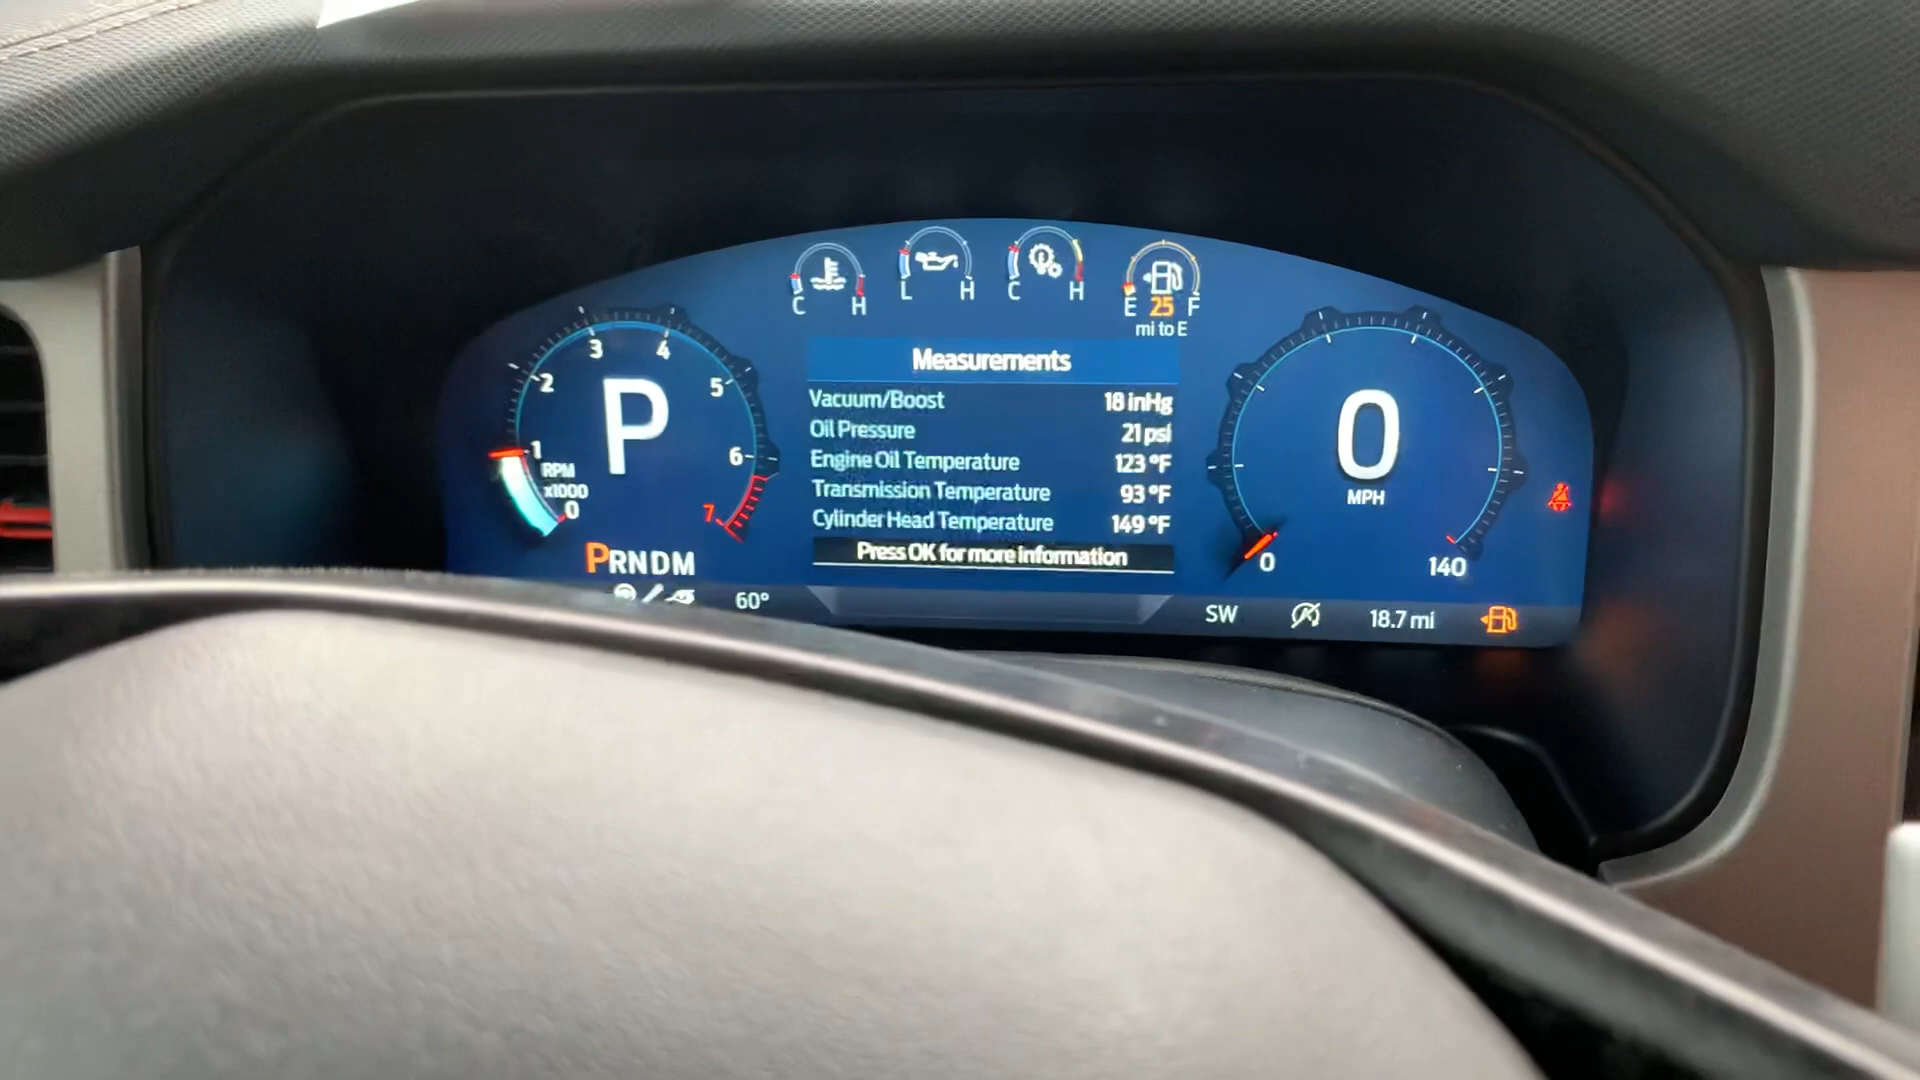 C H
L H
C H
E 25 F
mi to E
Measurements
Vacuum/Boost 18 inHg
Oil Pressure 21 psi
Engine Oil Temperature 123 °F
Transmission Temperature 93 °F
Cylinder Head Temperature 149 °F
Press OK for more information
0 1 2 3 4 5 6 7
RPM
x1000
P
PRNDM
60°
0
MPH
0 140
SW
18.7 mi